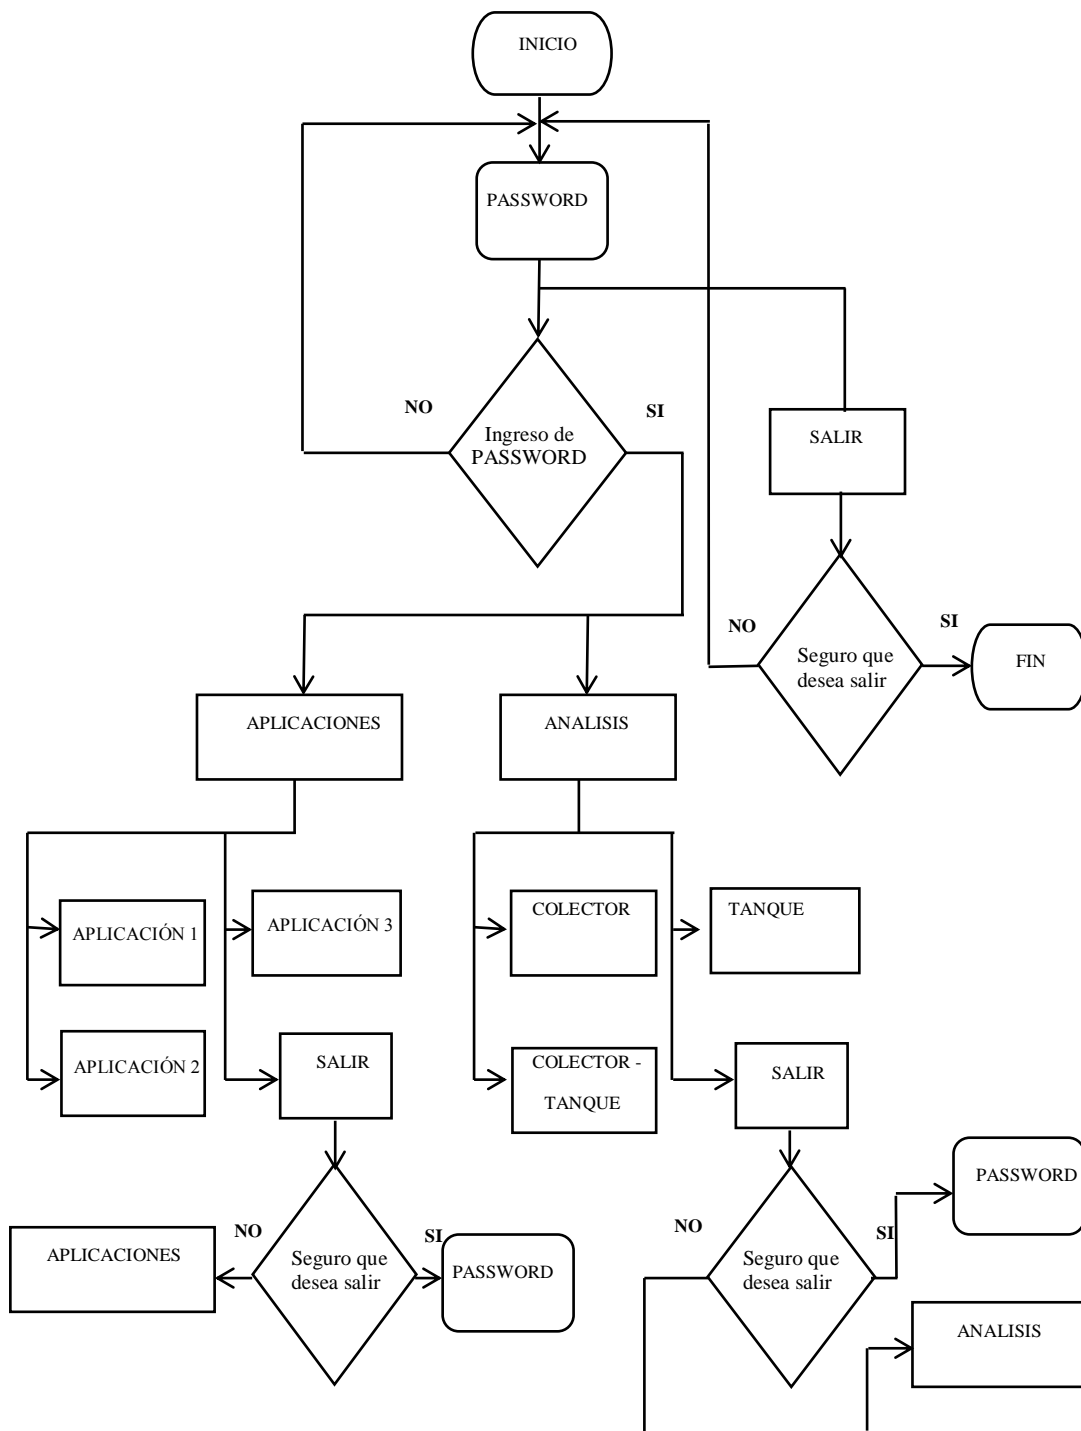 INICIO
PASSWORD
NO
SI
Ingreso de
PASSWORD
SALIR
NO
SI
Seguro que
desea salir
FIN
APLICACIONES
ANALISIS
APLICACIÓN 1
APLICACIÓN 3
COLECTOR
TANQUE
APLICACIÓN 2
SALIR
COLECTOR -
TANQUE
SALIR
NO
SI
Seguro que
desea salir
APLICACIONES
PASSWORD
NO
SI
Seguro que
desea salir
PASSWORD
ANALISIS